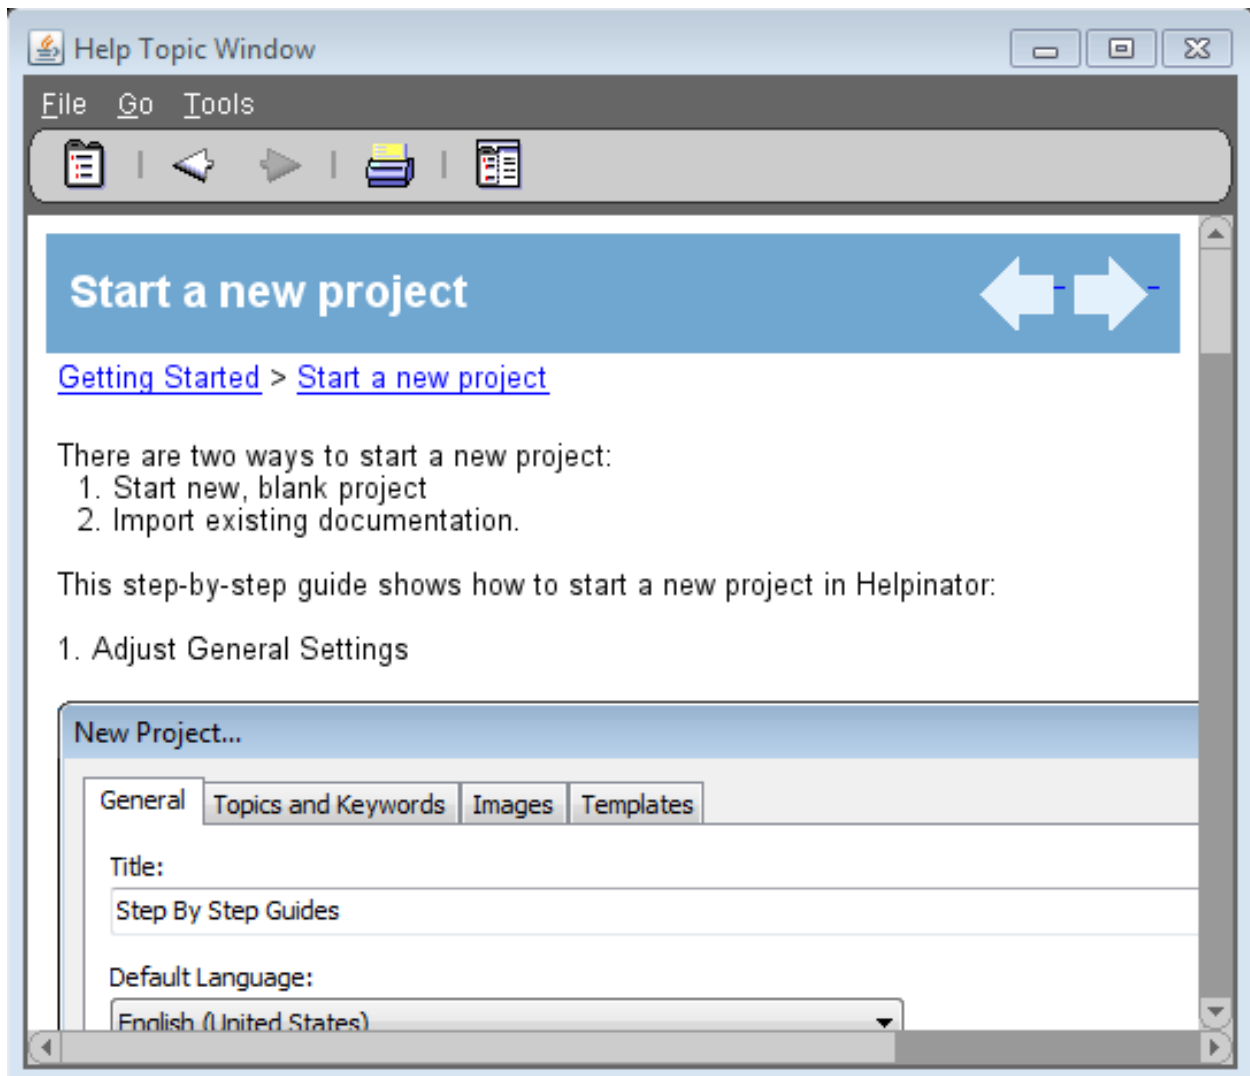 Help Topic Window
File Go Tools
Start a new project
Getting Started > Start a new project
There are two ways to start a new project:
1. Start new, blank project
2. Import existing documentation.
This step-by-step guide shows how to start a new project in Helpinator:
1. Adjust General Settings
New Project...
General Topics and Keywords Images Templates
Title:
Step By Step Guides
Default Language:
English (United States)